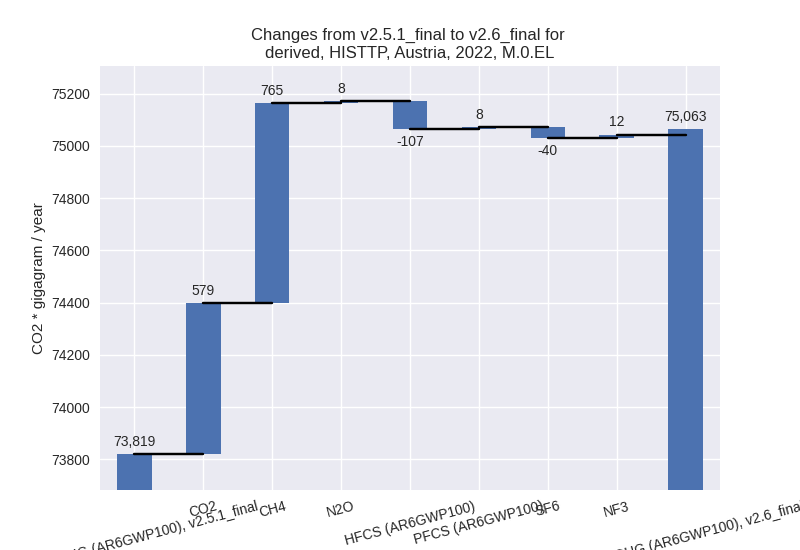 Changes from v2.5.1_final to v2.6_final for
derived, HISTTP, Austria, 2022, M.0.EL
CO2 * gigagram / year
75200
75000
74800
74600
74400
74200
74000
73800
73,819
579
765
8
-107
8
-40
12
75,063
(AR6GWP100), v2.5.1_final
CO2
CH4
N2O
HFCS (AR6GWP100)
PFCS (AR6GWP100)
SF6
NF3
(AR6GWP100), v2.6_final